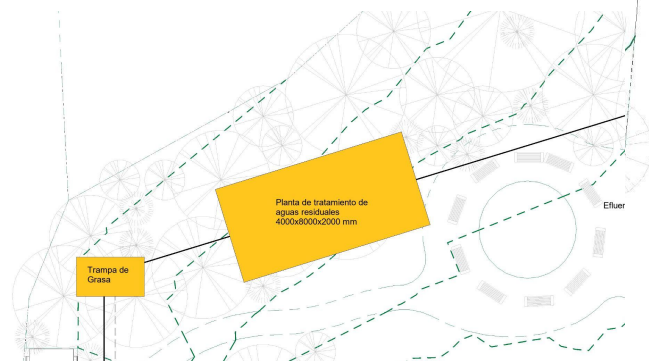 Planta de tratamiento de
aguas residuales
4000x8000x2000 mm
Efluer
Trampa de
Grasa